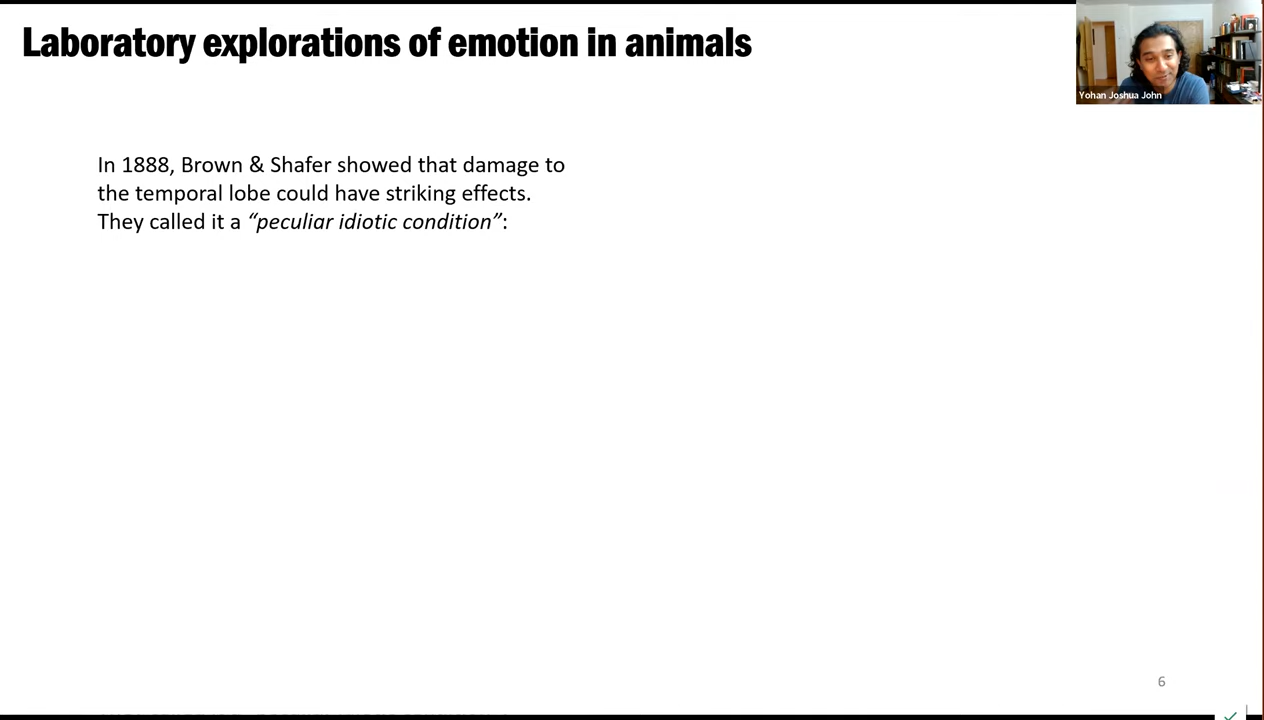 Laboratory explorations of emotion in animals
Yohan Joshua John
In 1888, Brown & Shafer showed that damage to
the temporal lobe could have striking effects.
They called it a “peculiar idiotic condition”:
6